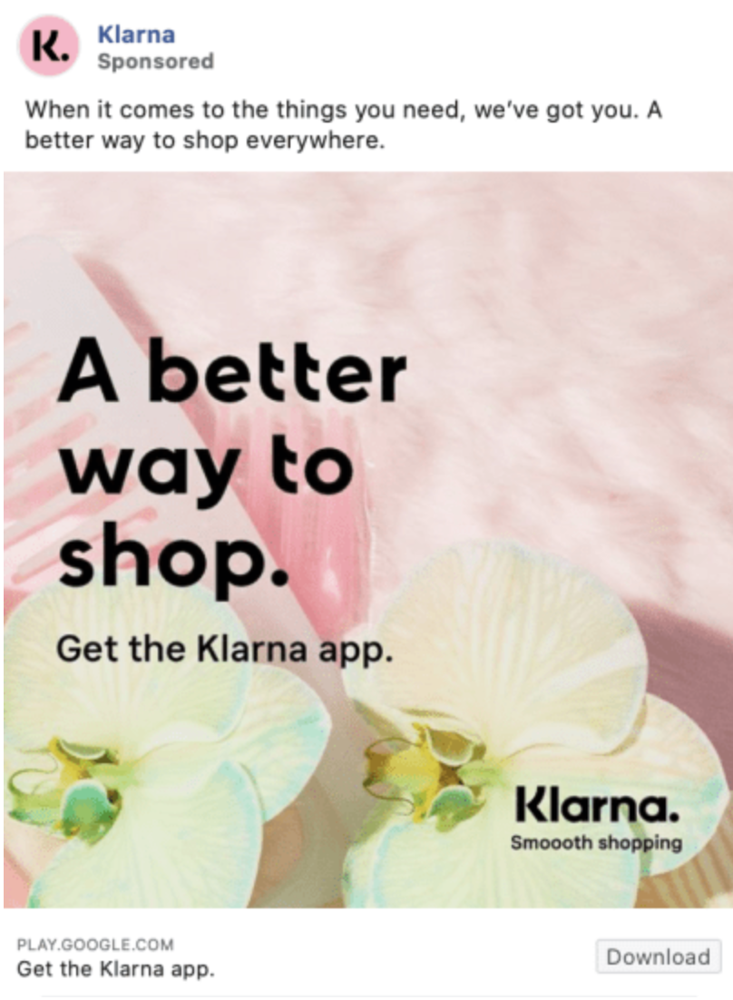 K.
Klarna
Sponsored
When it comes to the things you need, we’ve got you. A
better way to shop everywhere.
A better
way to
shop.
Get the Klarna app.
Klarna.
Smoooth shopping
PLAY.GOOGLE.COM
Get the Klarna app.
Download